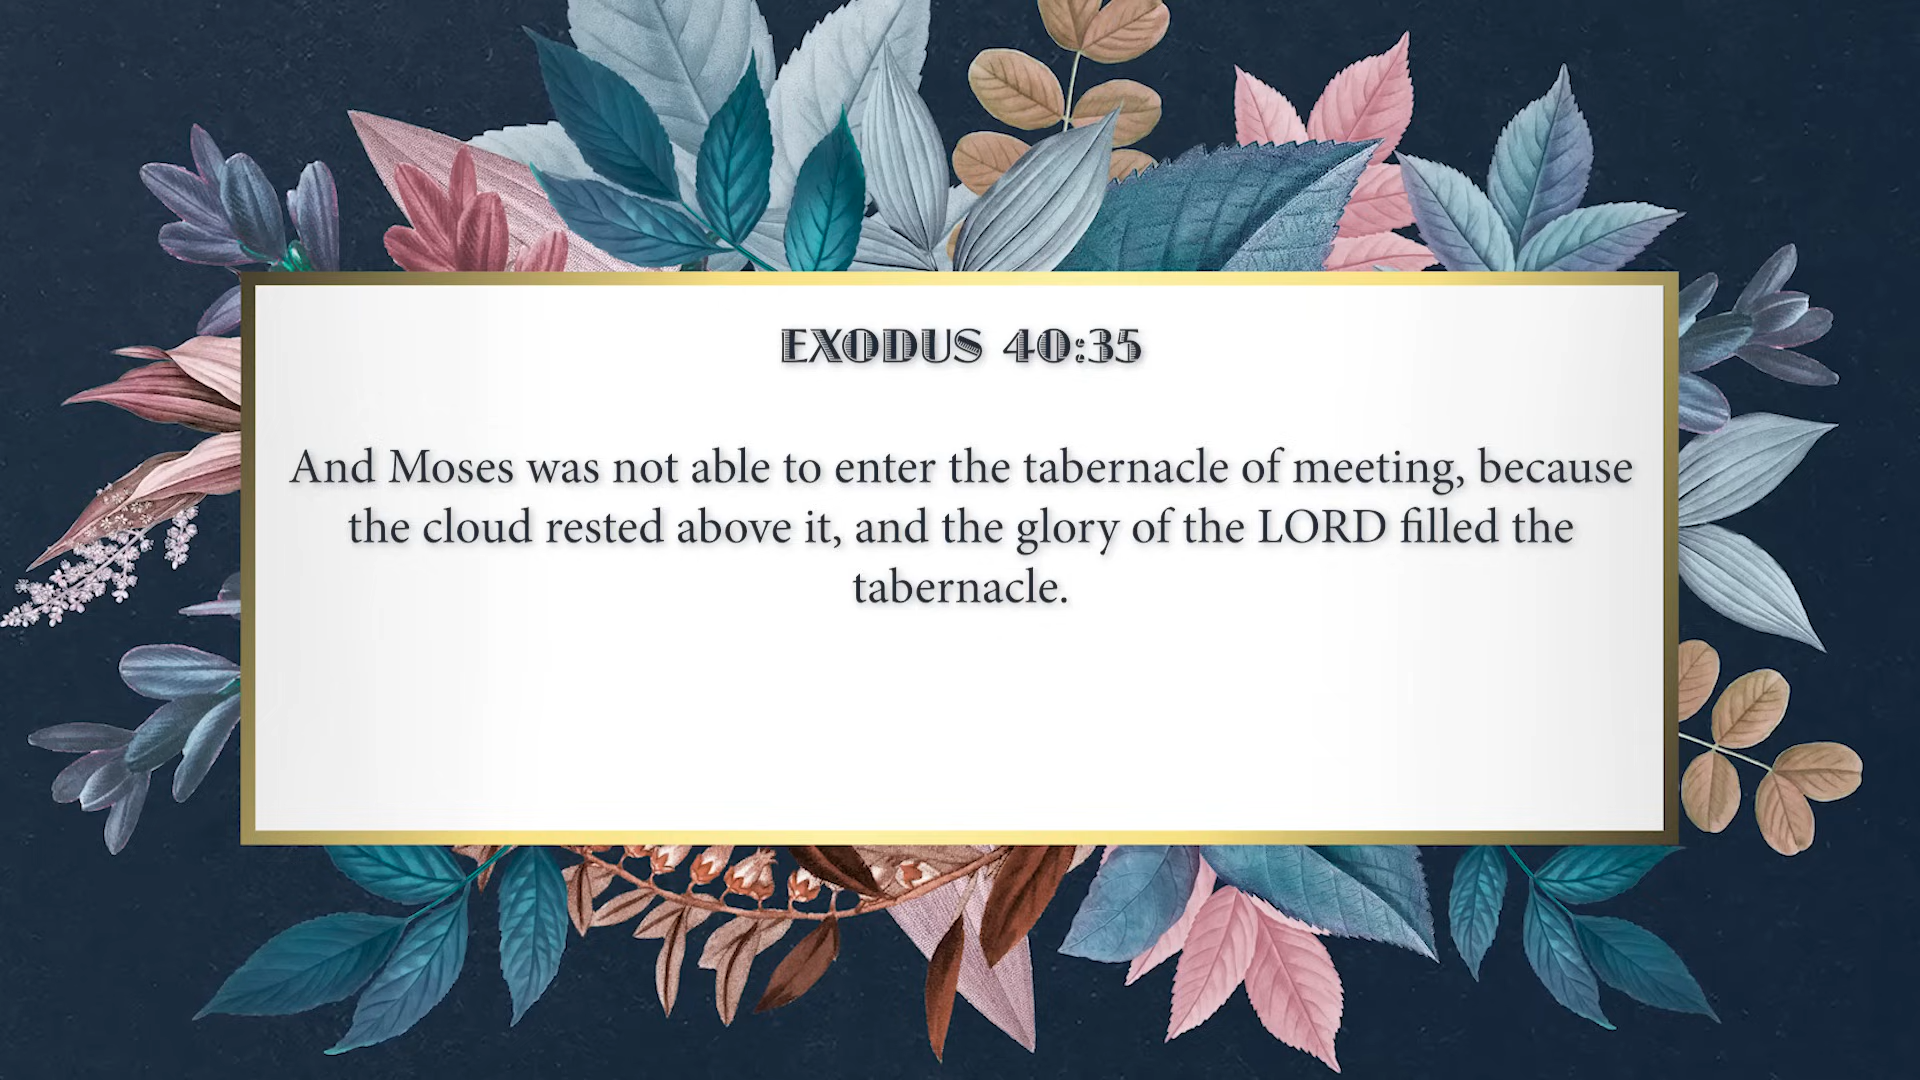 EXODUS 40:35
And Moses was not able to enter the tabernacle of meeting, because
the cloud rested above it, and the glory of the LORD filled the
tabernacle.